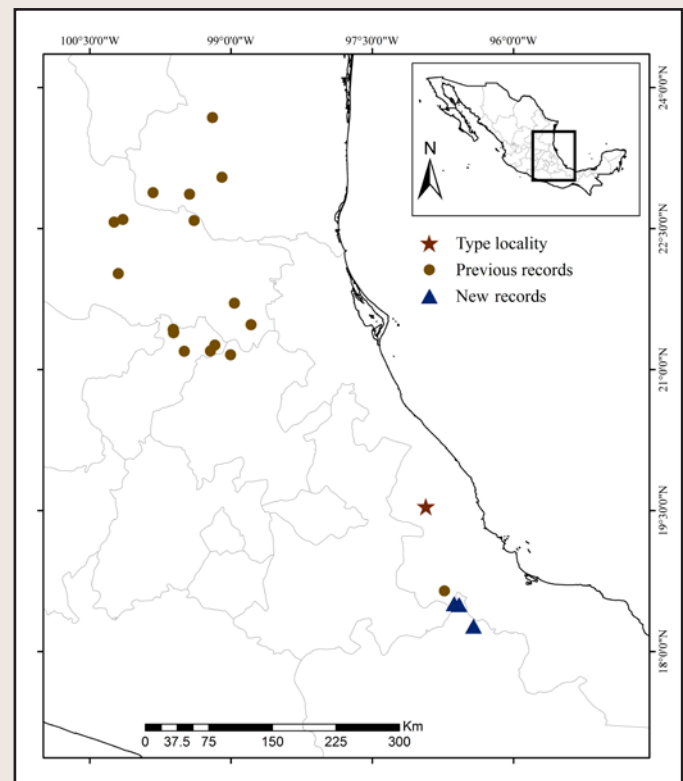 100°30'0"W 99°0'0"W 97°30'0"W 96°0'0"W
24°0'0"N
N
Type locality
Previous records
New records
22°30'0"N
21°0'0"N
19°30'0"N
18°0'0"N
Km
0 37.5 75 150 225 300